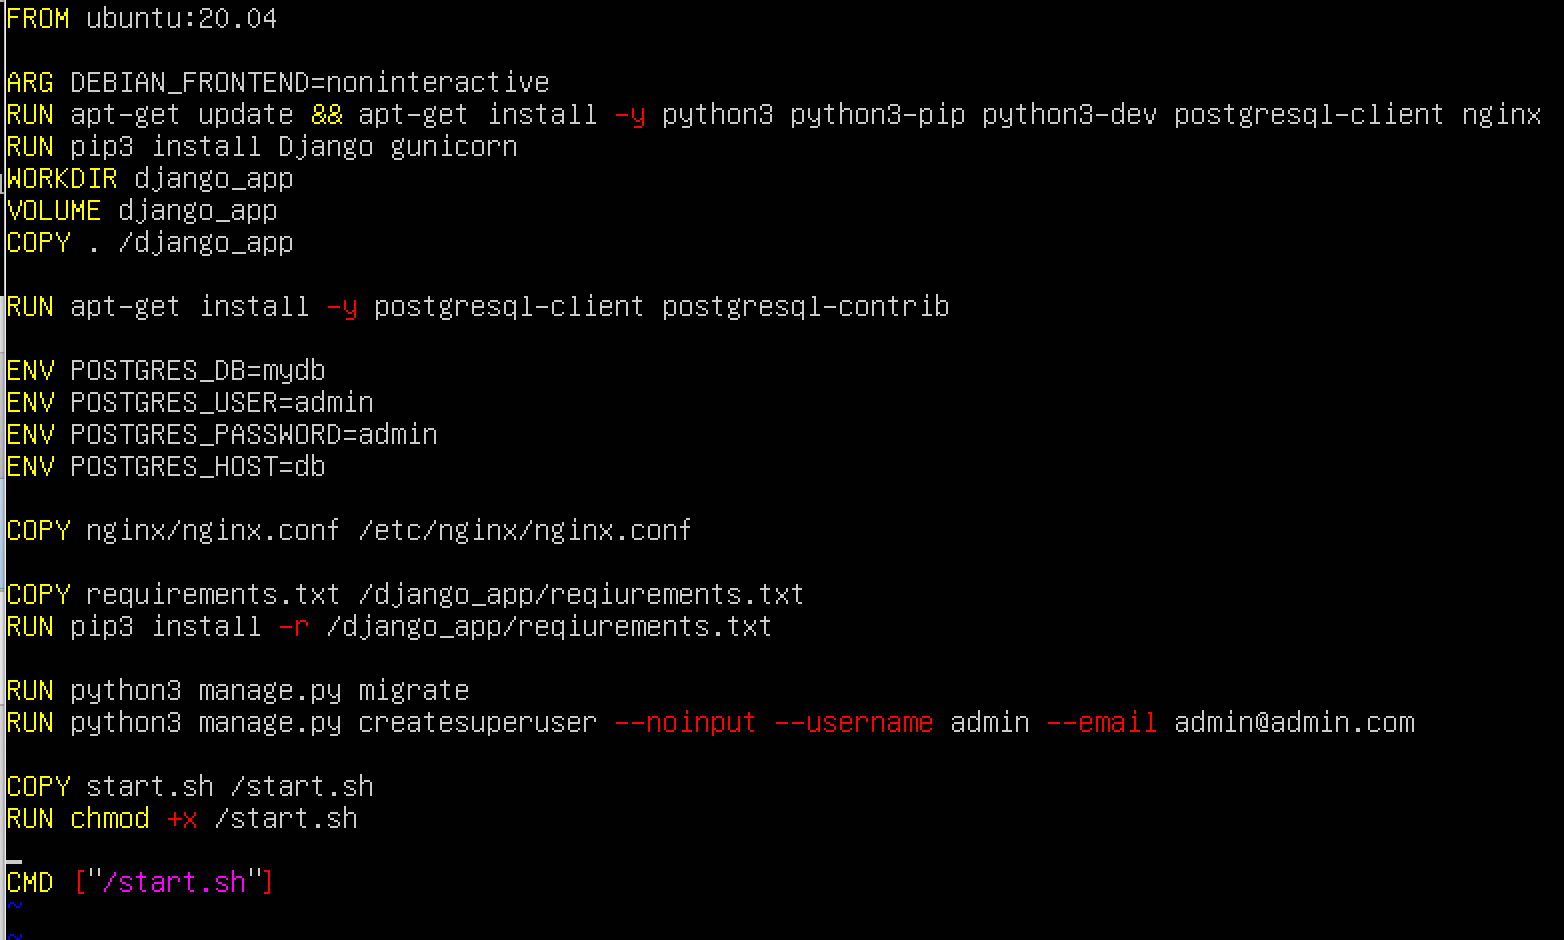 FROM ubuntu:20.04
ARG DEBIAN_FRONTEND=noninteractive
RUN apt-get update && apt-get install -y python3 python3-pip python3-dev postgresql-client nginx
RUN pip3 install Django gunicorn
WORKDIR django_app
VOLUME django_app
COPY . /django_app
RUN apt-get install -y postgresql-client postgresql-contrib
ENV POSTGRES_DB=mydb
ENV POSTGRES_USER=admin
ENV POSTGRES_PASSWORD=admin
ENV POSTGRES_HOST=db
COPY nginx/nginx.conf /etc/nginx/nginx.conf
COPY requirements.txt /django_app/reqiurements.txt
RUN pip3 install -r /django_app/reqiurements.txt
RUN python3 manage.py migrate
RUN python3 manage.py createsuperuser --noinput --username admin --email admin@admin.com
COPY start.sh /start.sh
RUN chmod +x /start.sh
CMD ["/start.sh"]
~
~